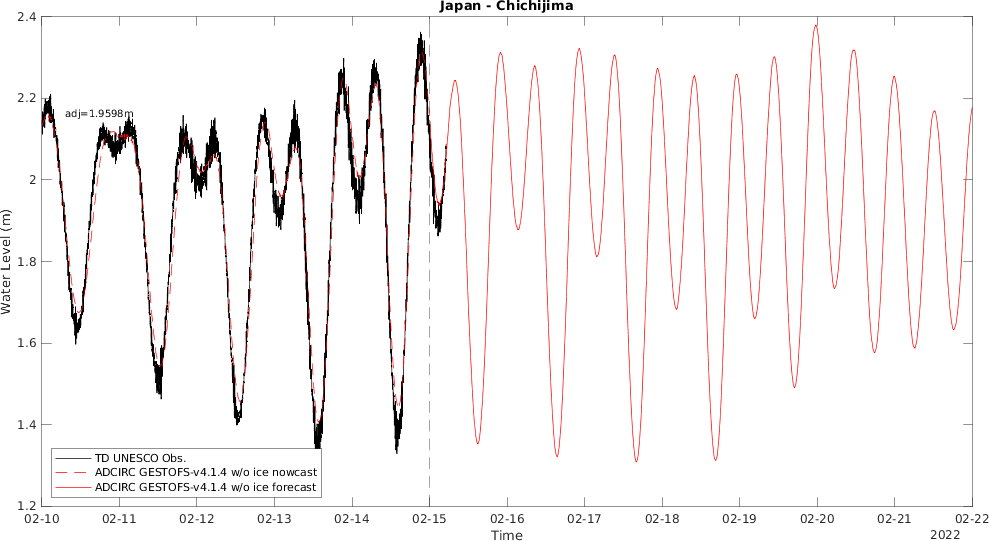 Japan - Chichijima
2.4
2.2
2
1.8
1.6
1.4
1.2
Water Level (m)
adj=1.9598m
TD UNESCO Obs.
ADCIRC GESTOFS-v4.1.4 w/o ice nowcast
ADCIRC GESTOFS-v4.1.4 w/o ice forecast
02-10 02-11 02-12 02-13 02-14 02-15 02-16 02-17 02-18 02-19 02-20 02-21 02-22
Time
2022